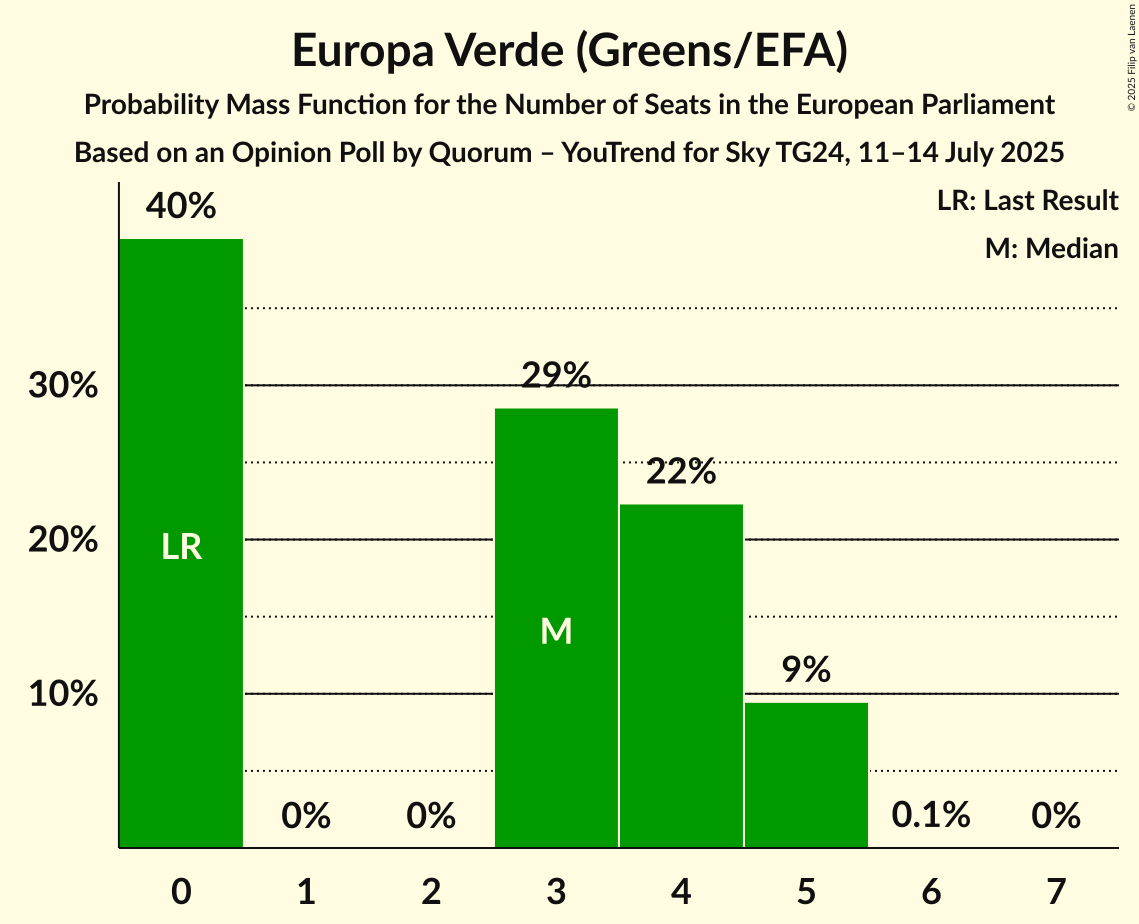 © 2025 Filip van Laenen
Europa Verde (Greens/EFA)
Probability Mass Function for the Number of Seats in the European Parliament
Based on an Opinion Poll by Quorum – YouTrend for Sky TG24, 11–14 July 2025
LR: Last Result
M: Median
40%
30%
29%
22%
20%
LR
M
10%
9%
0%
0%
0.1%
0%
0 1 2 3 4 5 6 7